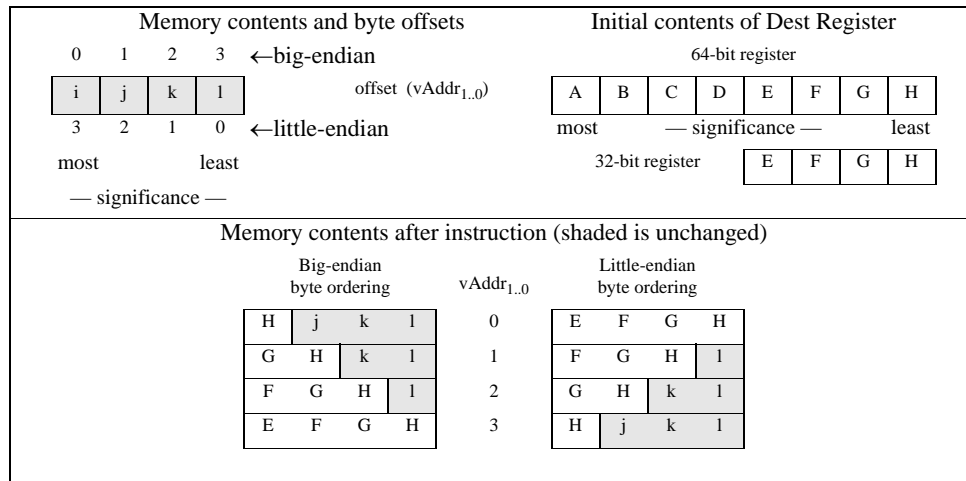 Memory contents and byte offsets
0 1 2 3 ←big-endian
i j k l offset (vAddr1..0)
3 2 1 0 ←little-endian
most least
— significance —
Initial contents of Dest Register
64-bit register
A B C D E F G H
most — significance — least
32-bit register E F G H
Memory contents after instruction (shaded is unchanged)
Big-endian
byte ordering
vAddr1..0
Little-endian
byte ordering
H j k l 0 E F G H
G H k l 1 F G H l
F G H l 2 G H k l
E F G H 3 H j k l